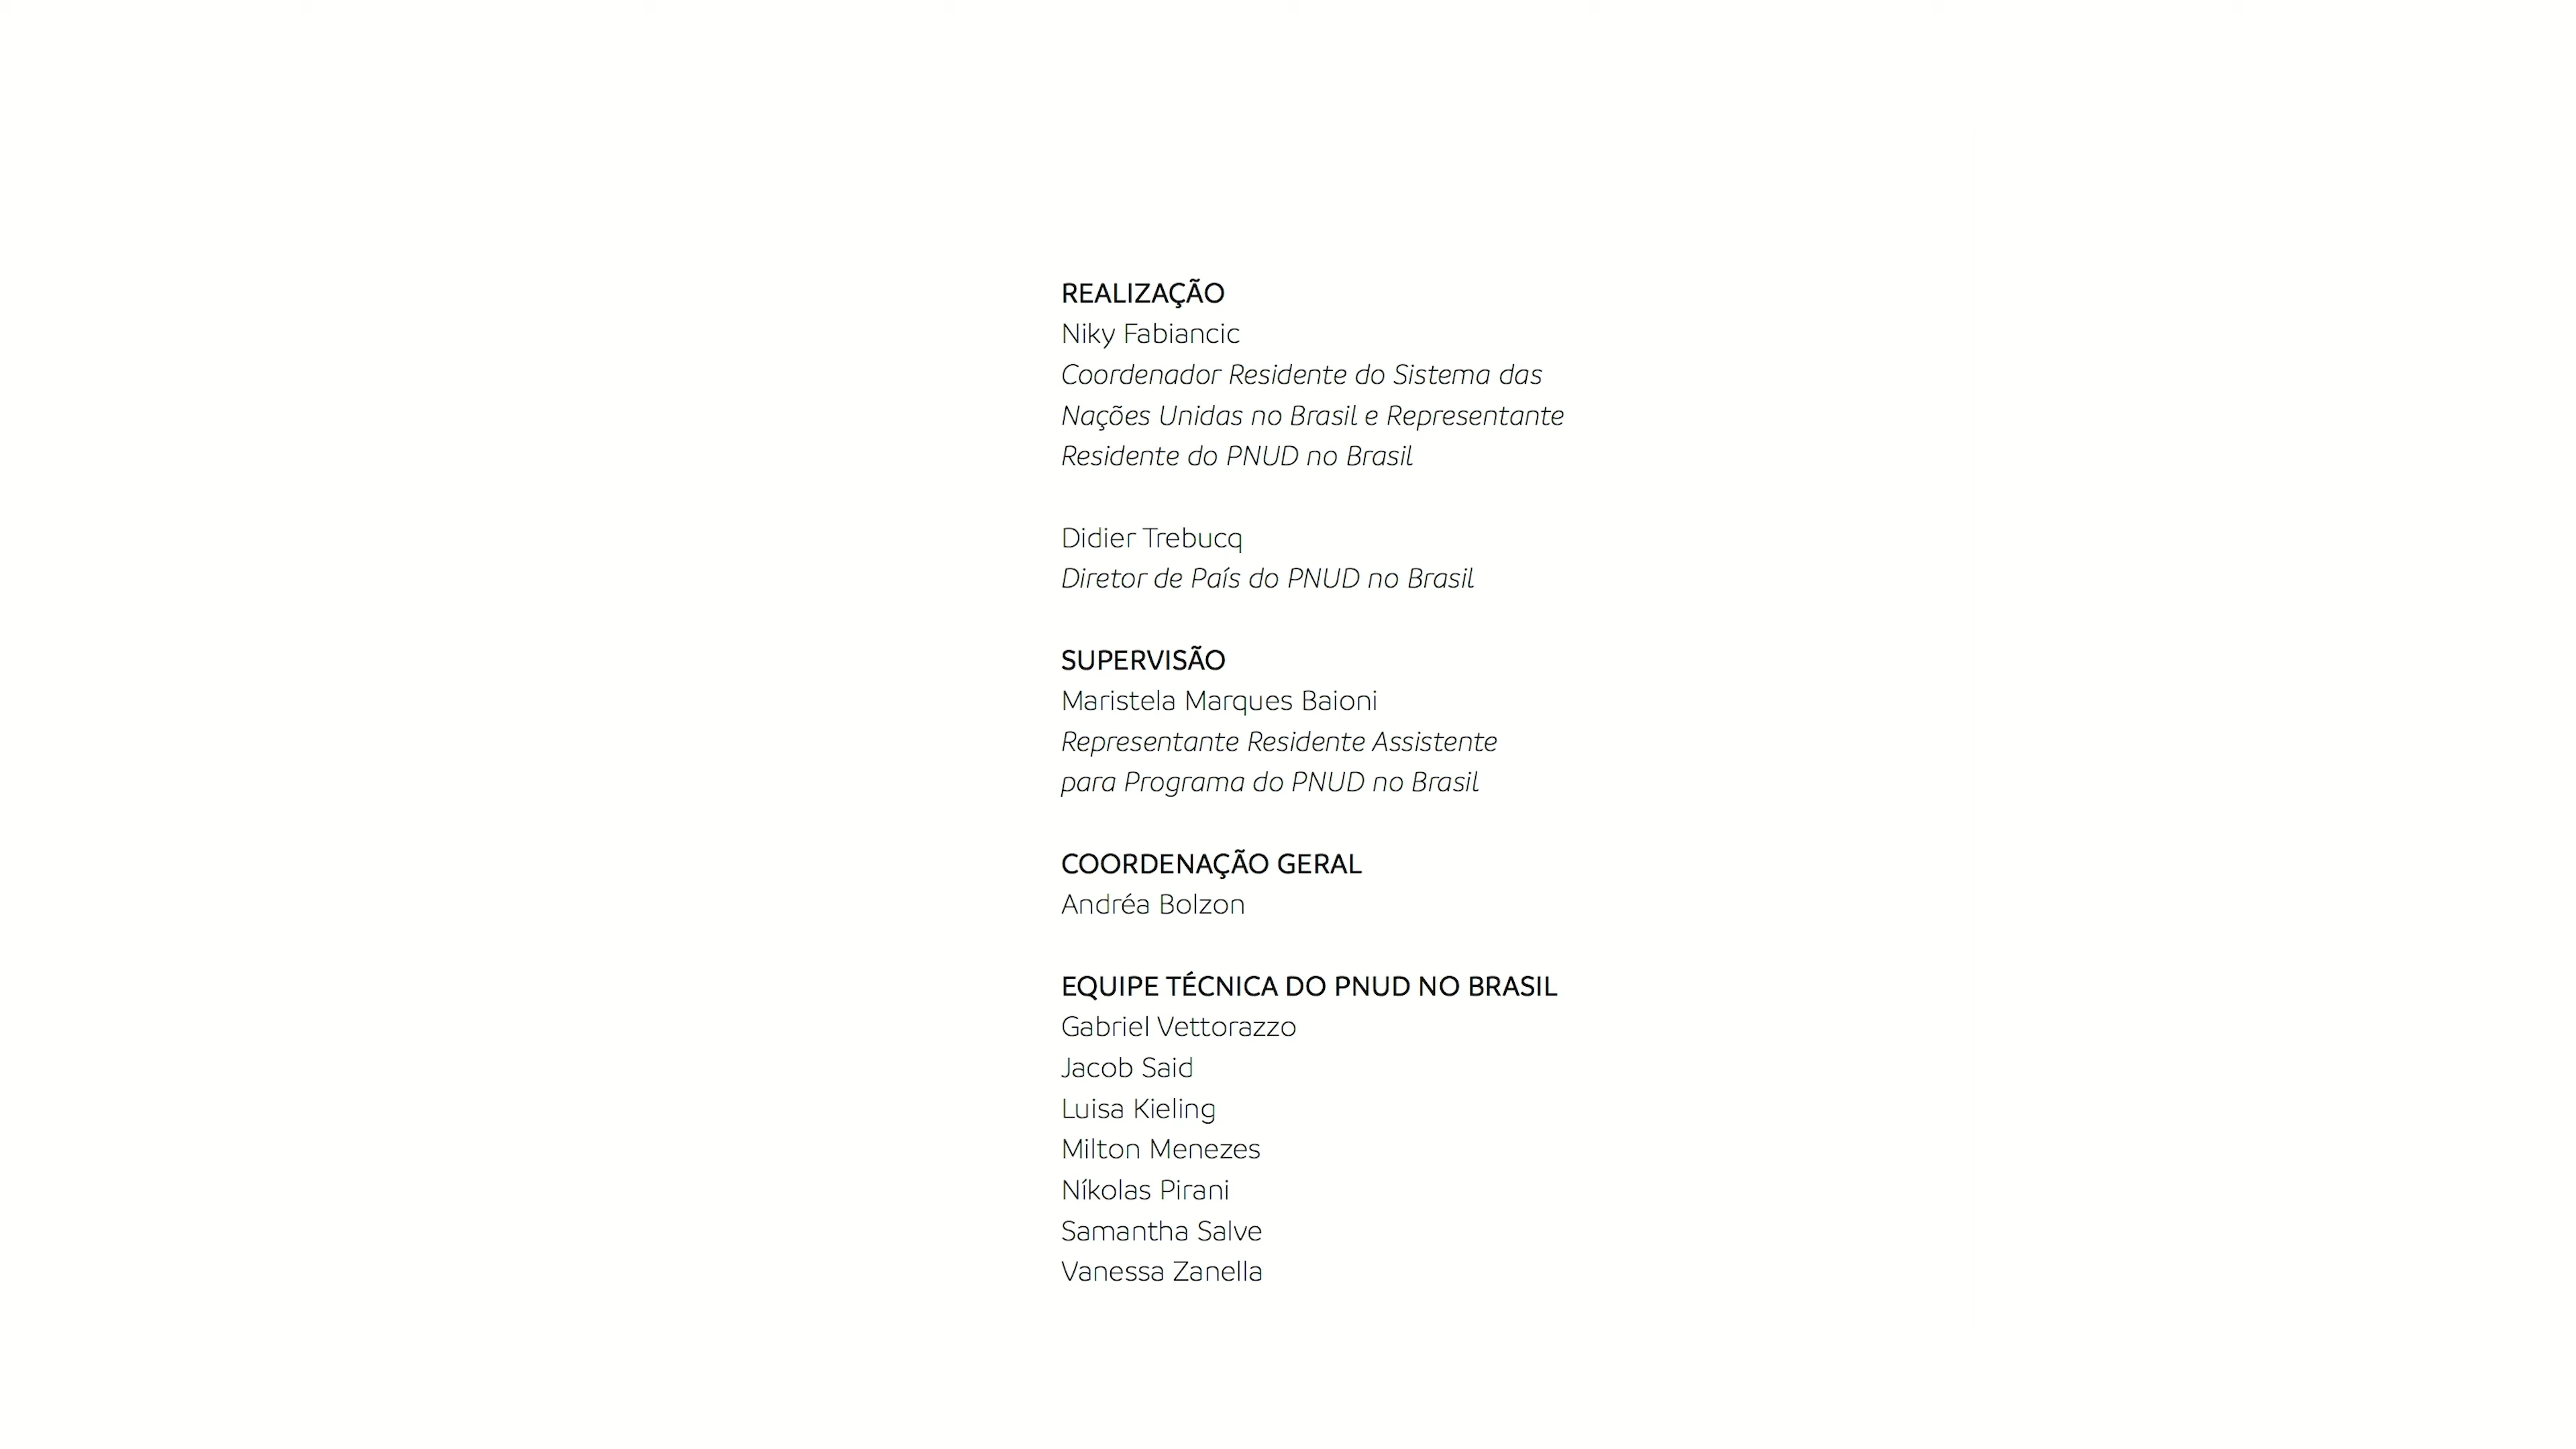 REALIZAÇÃO
Niky Fabiancic
Coordenador Residente do Sistema das
Nações Unidas no Brasil e Representante
Residente do PNUD no Brasil
Didier Trebucq
Diretor de País do PNUD no Brasil
SUPERVISÃO
Maristela Marques Baioni
Representante Residente Assistente
para Programa do PNUD no Brasil
COORDENAÇÃO GERAL
Andréa Bolzon
EQUIPE TÉCNICA DO PNUD NO BRASIL
Gabriel Vettorazzo
Jacob Said
Luisa Kieling
Milton Menezes
Níkolas Pirani
Samantha Salve
Vanessa Zanella